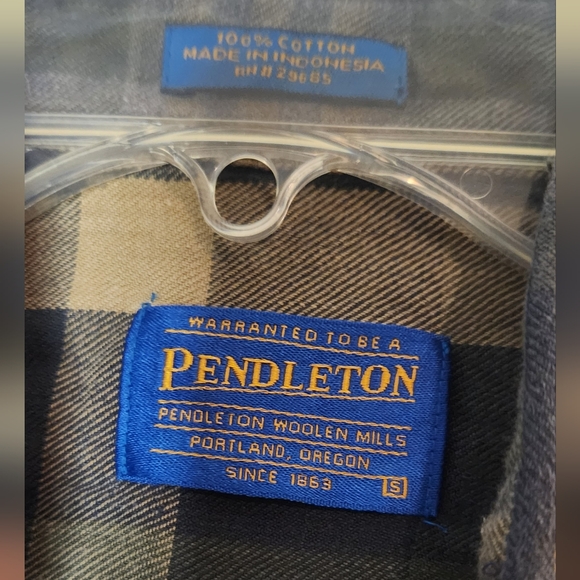 100% COTTON
MADE IN INDONESIA
RN # 29685
WARRANTED TO BE A
PENDLETON
PENDLETON WOOLEN MILLS
PORTLAND, OREGON
SINCE 1863
S